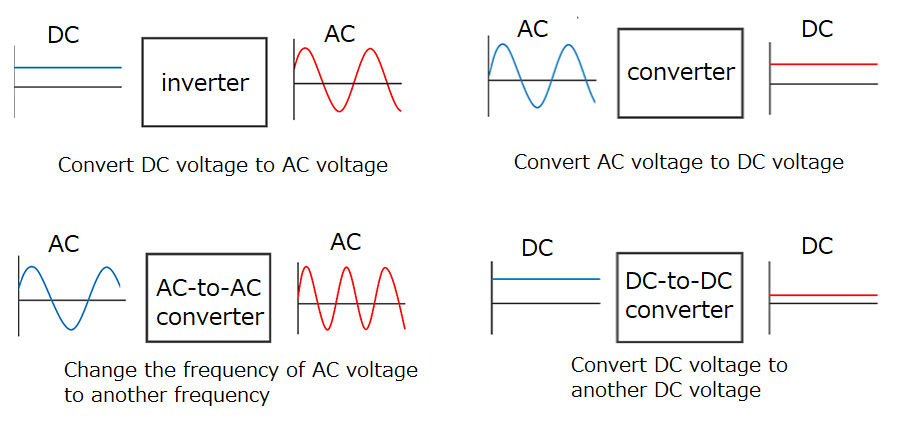 DC
inverter
AC
Convert DC voltage to AC voltage
AC
converter
DC
Convert AC voltage to DC voltage
AC
AC-to-AC
converter
AC
Change the frequency of AC voltage
to another frequency
DC
DC-to-DC
converter
DC
Convert DC voltage to
another DC voltage